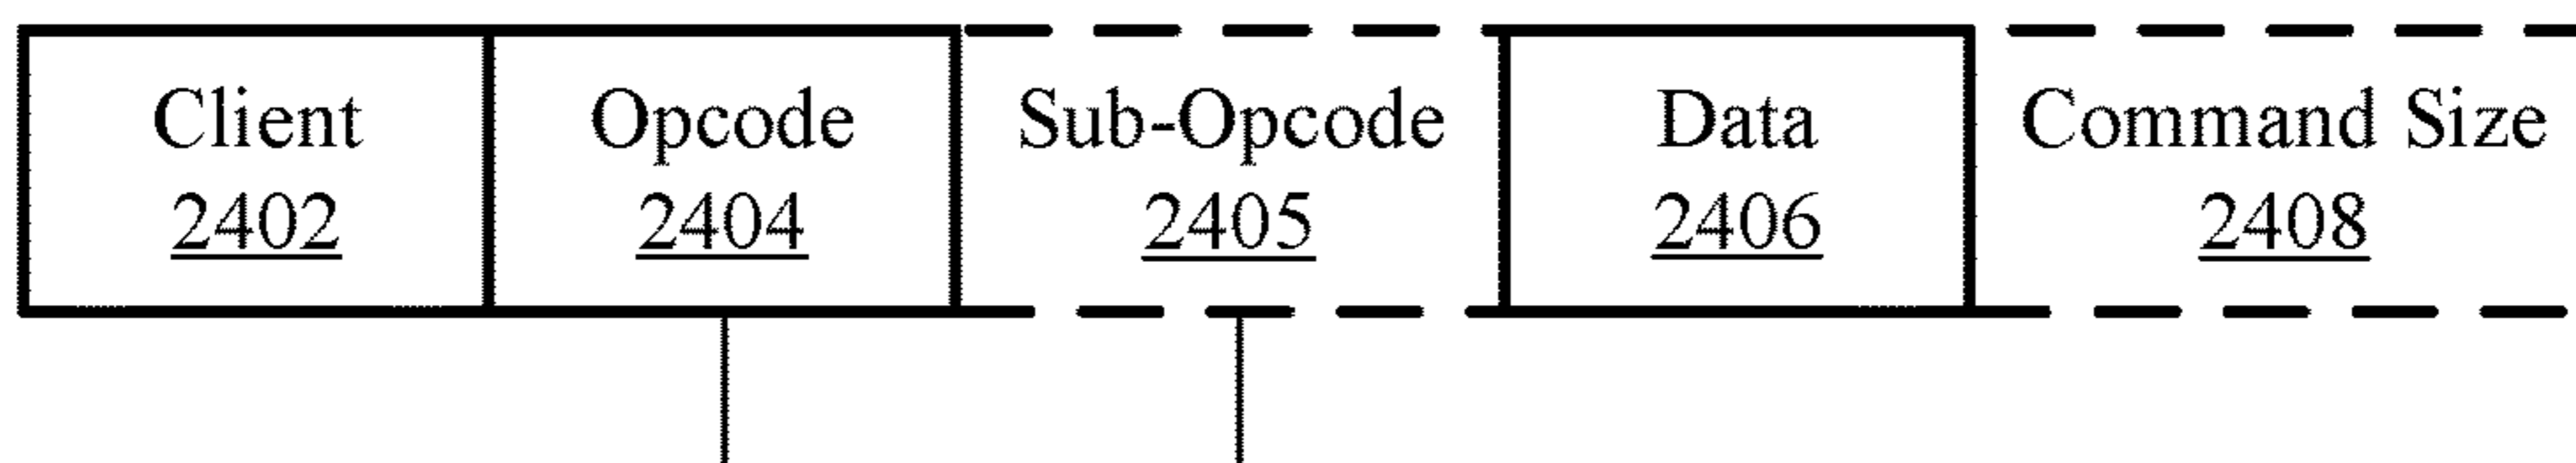 Client Opcode Sub-Opcode Data Command Size
2402 2404 2405 2406 2408